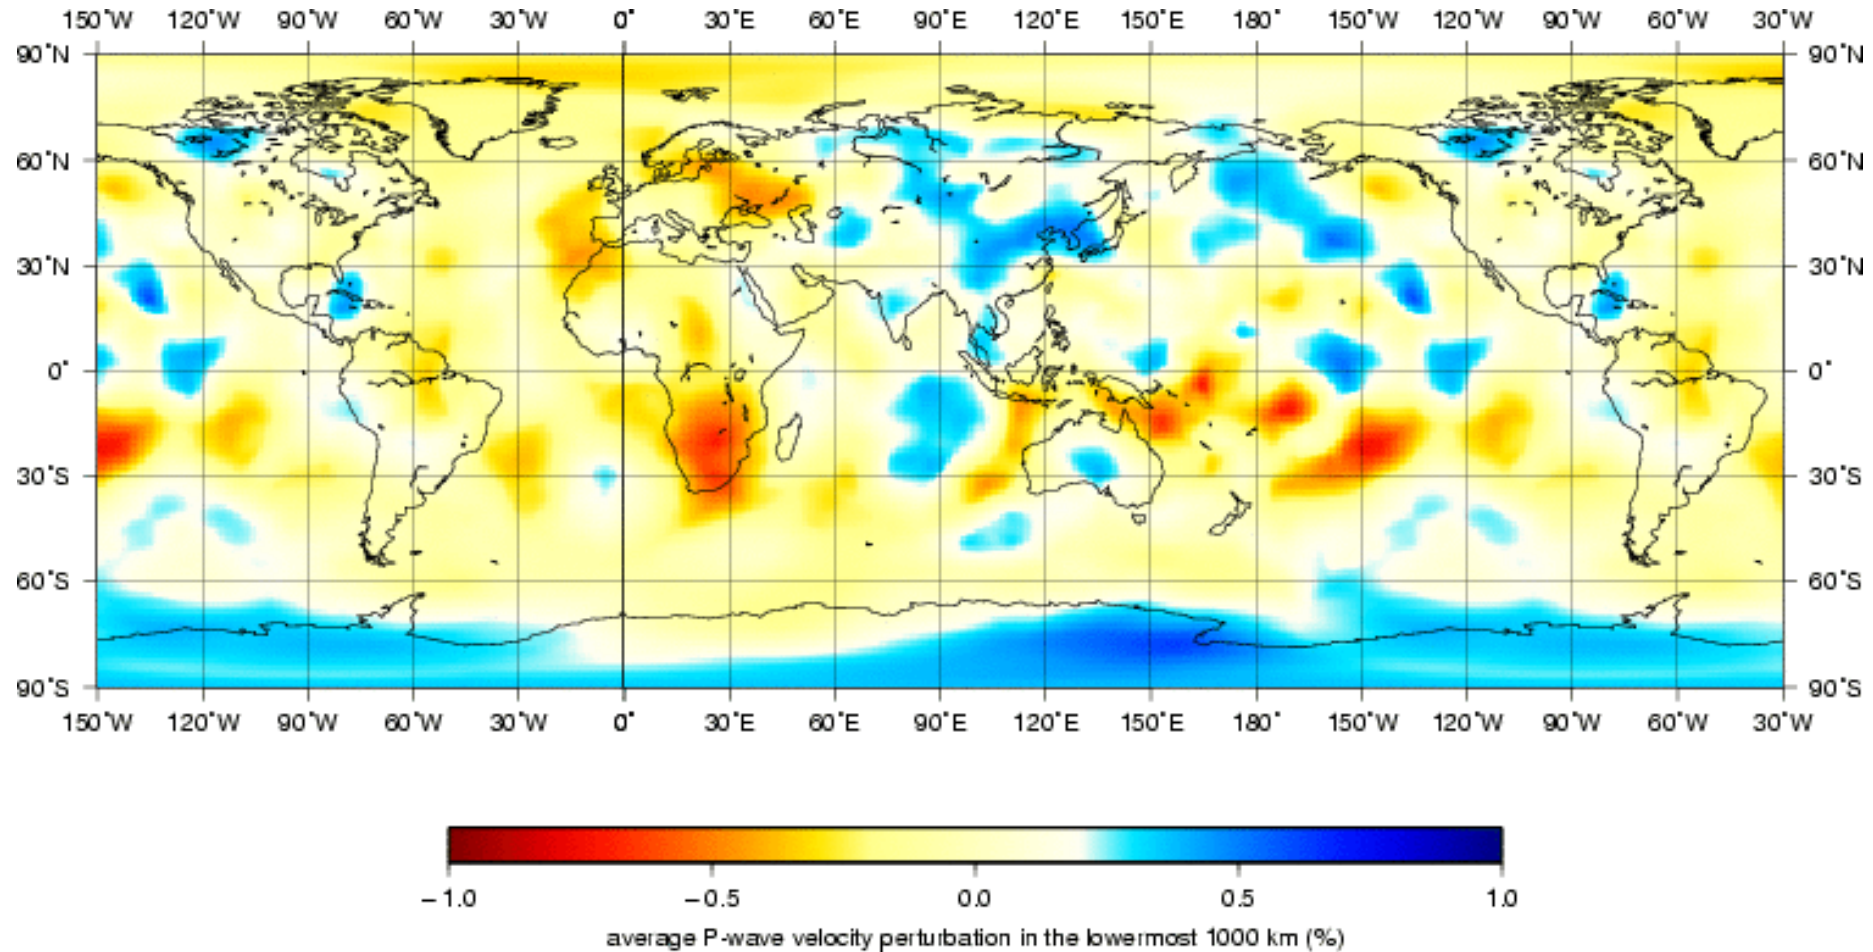 150˚W 120˚W 90˚W 60˚W 30˚W 0˚ 30˚E 60˚E 90˚E 120˚E 150˚E 180˚ 150˚W 120˚W 90˚W 60˚W 30˚W
90˚N 90˚N
60˚N 60˚N
30˚N 30˚N
0˚ 0˚
30˚S 30˚S
60˚S 60˚S
90˚S 90˚S
150˚W 120˚W 90˚W 60˚W 30˚W 0˚ 30˚E 60˚E 90˚E 120˚E 150˚E 180˚ 150˚W 120˚W 90˚W 60˚W 30˚W
−1.0 −0.5 0.0 0.5 1.0
average P-wave velocity perturbation in the lowermost 1000 km (%)